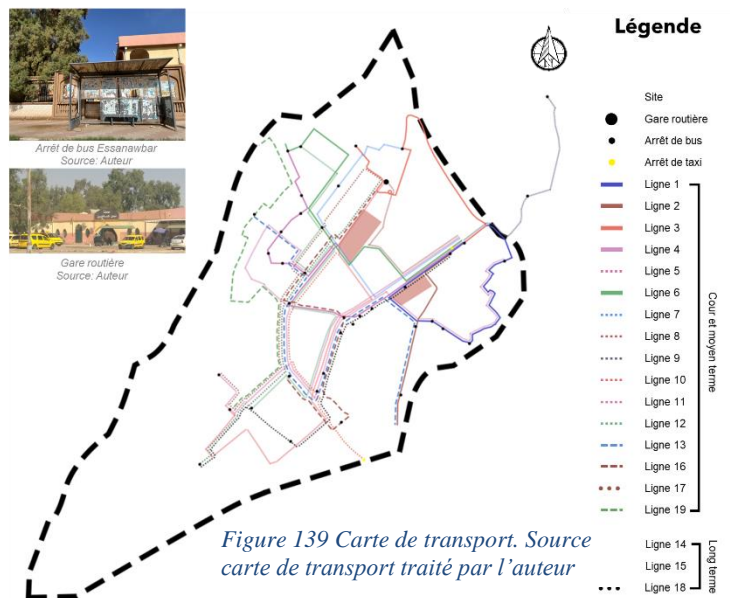 Arrêt de bus Essanawbar
Source: Auteur
Gare routière
Source: Auteur
Légende
Site
Gare routière
Arrêt de bus
Arrêt de taxi
Ligne 1
Ligne 2
Ligne 3
Ligne 4
Ligne 5
Ligne 6
Ligne 7
Ligne 8
Ligne 9
Ligne 10
Ligne 11
Ligne 12
Ligne 13
Ligne 16
Ligne 17
Ligne 19
Cour et moyen terme
Ligne 14
Ligne 15
Ligne 18
Long terme
Figure 139 Carte de transport. Source
carte de transport traité par l'auteur